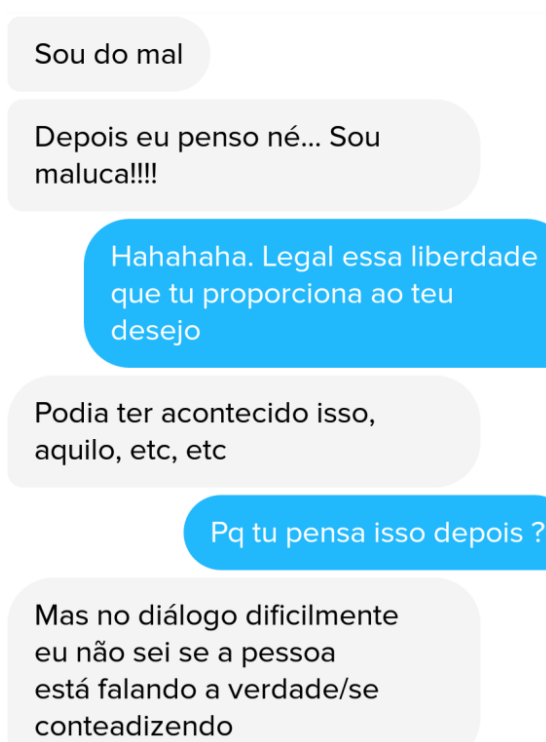 Sou do mal
Depois eu penso né... Sou
maluca!!!!
Hahahaha. Legal essa liberdade
que tu proporciona ao teu
desejo
Podia ter acontecido isso,
aquilo, etc, etc
Pq tu pensa isso depois ?
Mas no diálogo dificilmente
eu não sei se a pessoa
está falando a verdade/se
conteadizendo